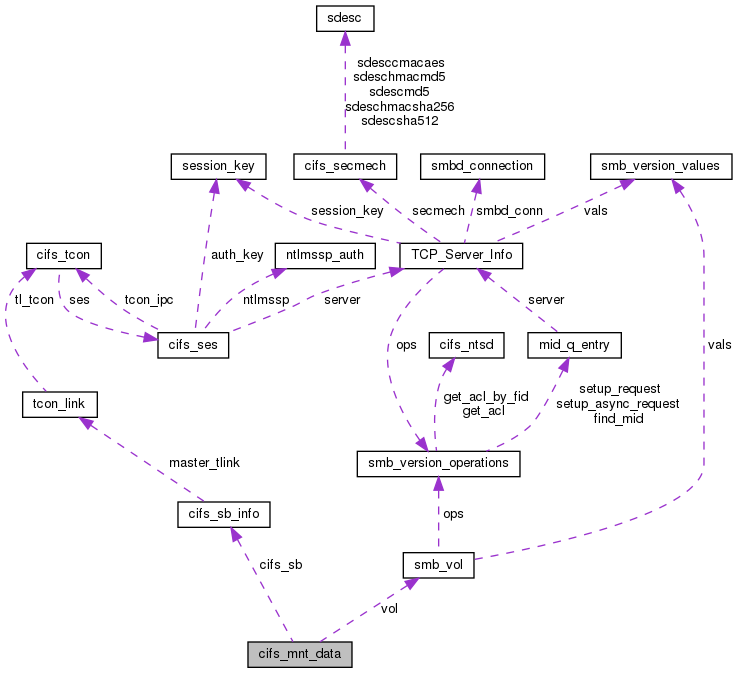 sdesc
sdesccmacaes
sdeschmacmd5
sdescmd5
sdeschmacsha256
sdescsha512
session_key
cifs_secmech
smbd_connection
smb_version_values
session_key
secmech
smbd_conn
vals
auth_key
cifs_tcon
ntlmssp_auth
TCP_Server_Info
tl_tcon
ses
tcon_ipc
ntlmssp
server
server
cifs_ses
ops
cifs_ntsd
mid_q_entry
vals
get_acl_by_fid
get_acl
setup_request
setup_async_request
find_mid
tcon_link
master_tlink
smb_version_operations
cifs_sb_info
ops
cifs_sb
smb_vol
vol
cifs_mnt_data